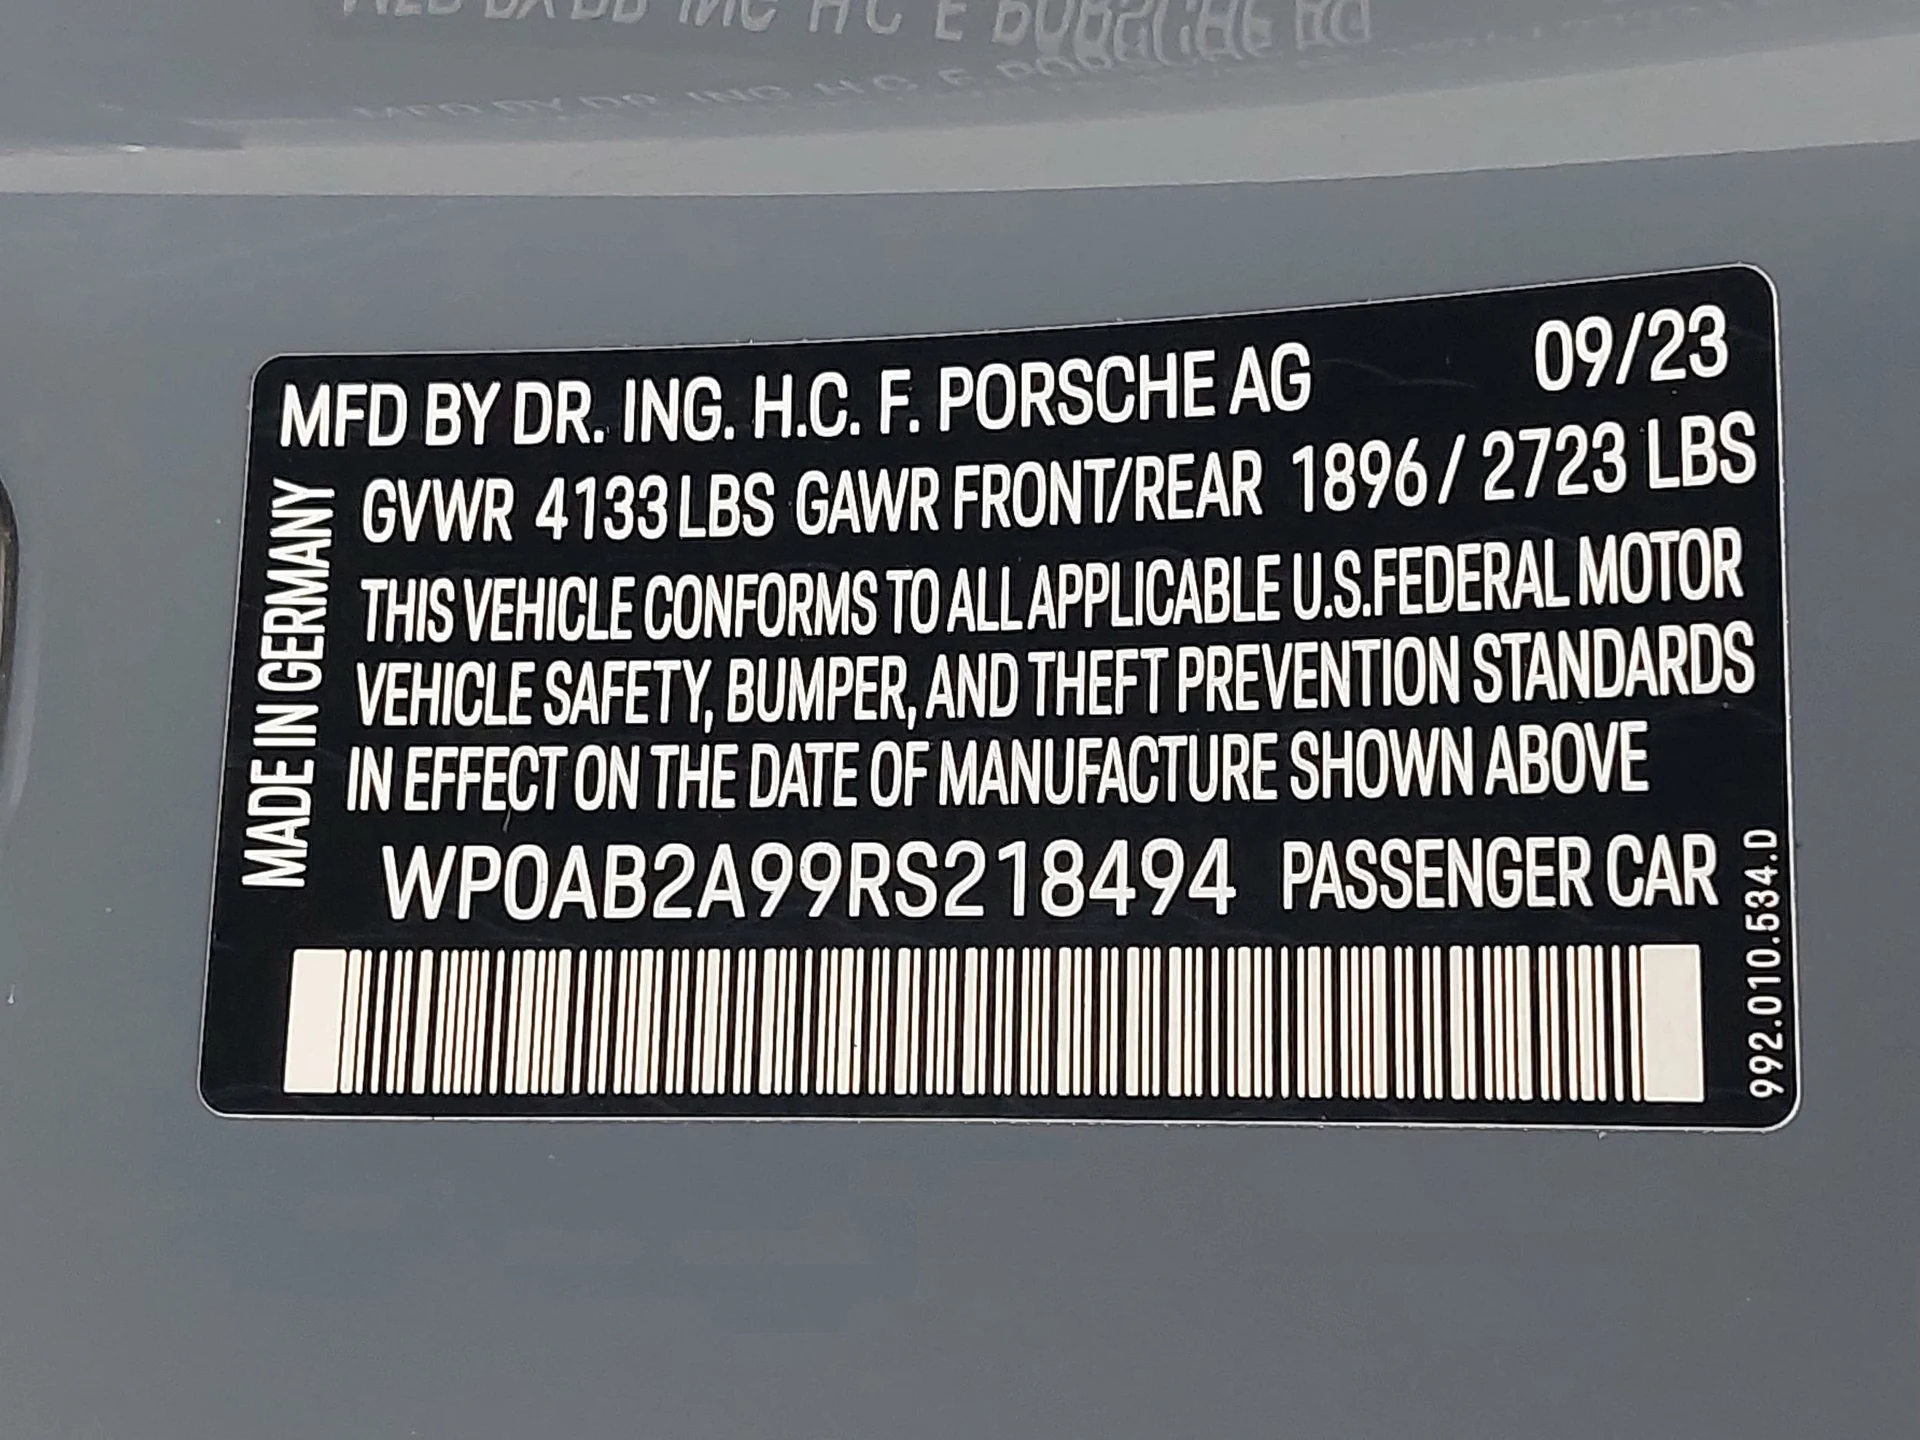 MFD BY DR. ING. H.C. F. PORSCHE AG 09/23
GVWR 4133 LBS GAWR FRONT/REAR 1896 / 2723 LBS
THIS VEHICLE CONFORMS TO ALL APPLICABLE U.S.FEDERAL MOTOR
VEHICLE SAFETY, BUMPER, AND THEFT PREVENTION STANDARDS
IN EFFECT ON THE DATE OF MANUFACTURE SHOWN ABOVE
WP0AB2A99RS218494 PASSENGER CAR
MADE IN GERMANY
992.010.534.D